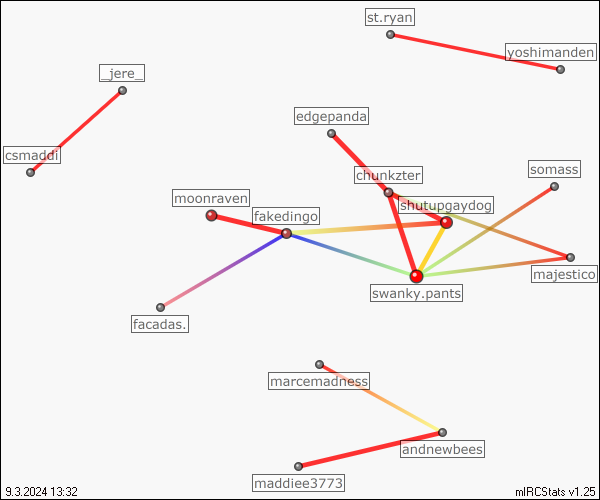 st.ryan
yoshimanden
_jere_
edgepanda
csmaddi
chunkzter
somass
moonraven
shutupgaydog
fakedingo
majestico
swanky.pants
facadas.
marcemadness
andnewbees
maddiee3773
9.3.2024 13:32
mIRCStats v1.25